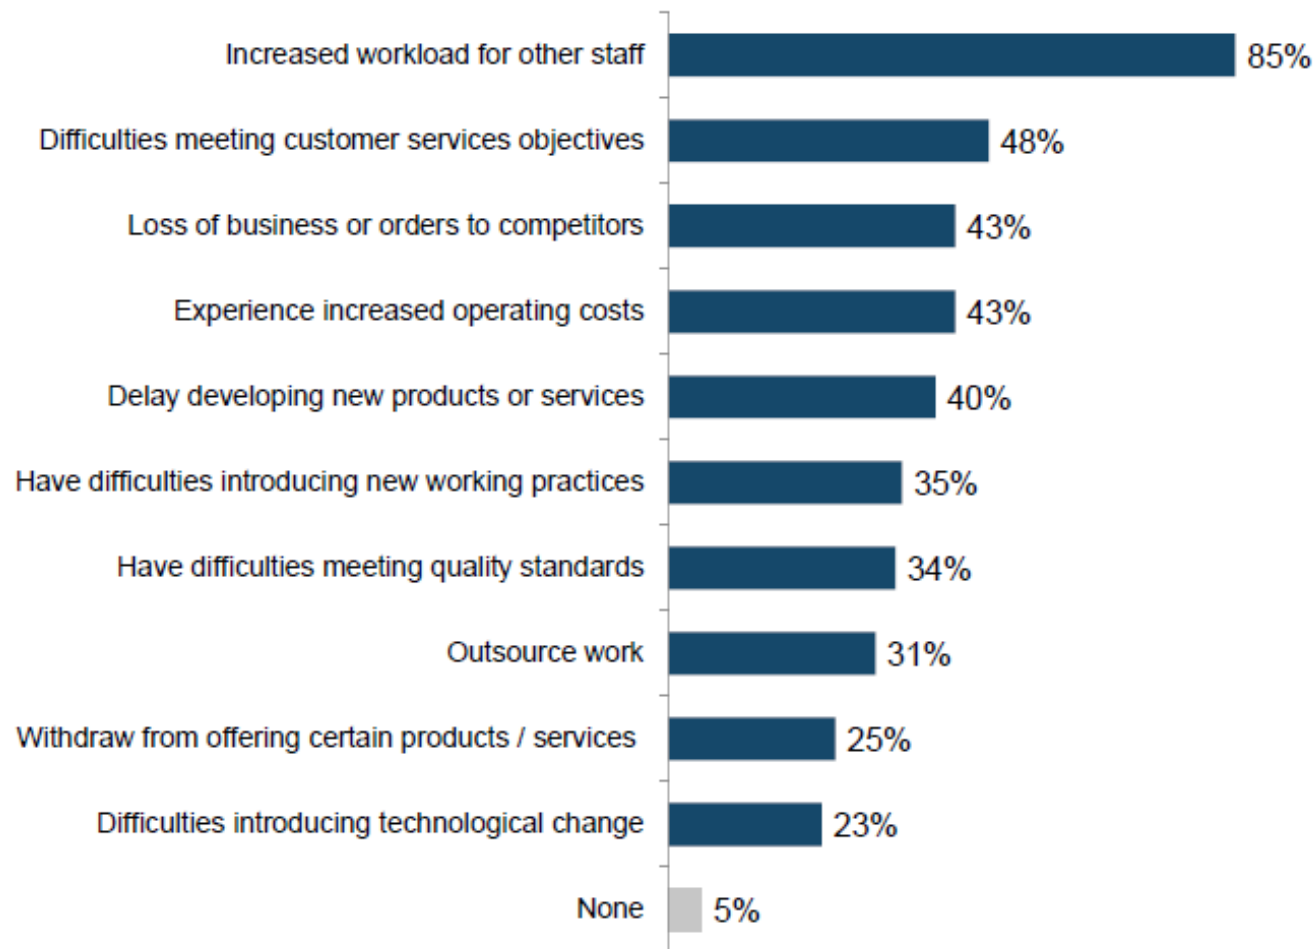 Increased workload for other staff 85%
Difficulties meeting customer services objectives 48%
Loss of business or orders to competitors 43%
Experience increased operating costs 43%
Delay developing new products or services 40%
Have difficulties introducing new working practices 35%
Have difficulties meeting quality standards 34%
Outsource work 31%
Withdraw from offering certain products / services 25%
Difficulties introducing technological change 23%
None 5%